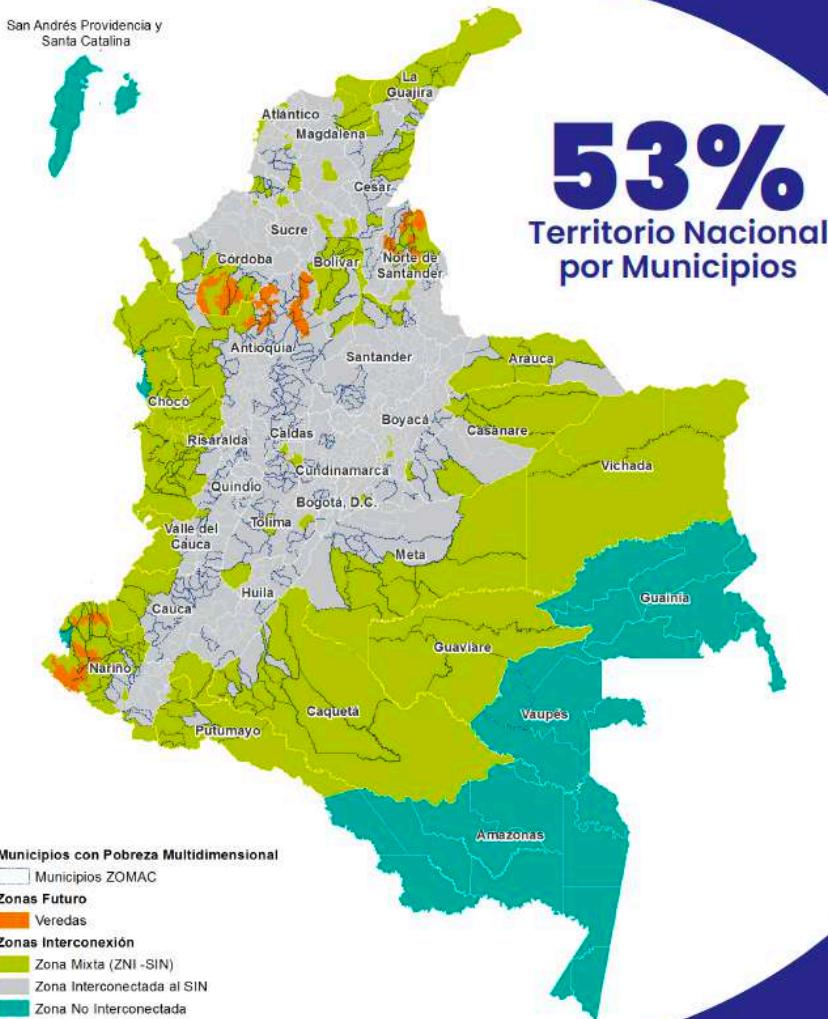 San Andrés Providencia y
Santa Catalina
53%
Territorio Nacional
por Municipios
La
Guajira
Atlántico
Magdalena
Cesar
Sucre
Córdoba
Bolívar
Norte de
Santander
Antioquia
Santander
Arauca
Chocó
Boyacá
Casanare
Risaralda
Caldas
Cundinamarca
Vichada
Quindío
Bogotá, D.C.
Tolima
Valle del
Cauca
Meta
Guainía
Cauca
Huila
Guaviare
Nariño
Caquetá
Vaupés
Putumayo
Amazonas
Municipios con Pobreza Multidimensional
Municipios ZOMAC
Zonas Futuro
Veredas
Zonas Interconexión
Zona Mixta (ZNI -SIN)
Zona Interconectada al SIN
Zona No Interconectada